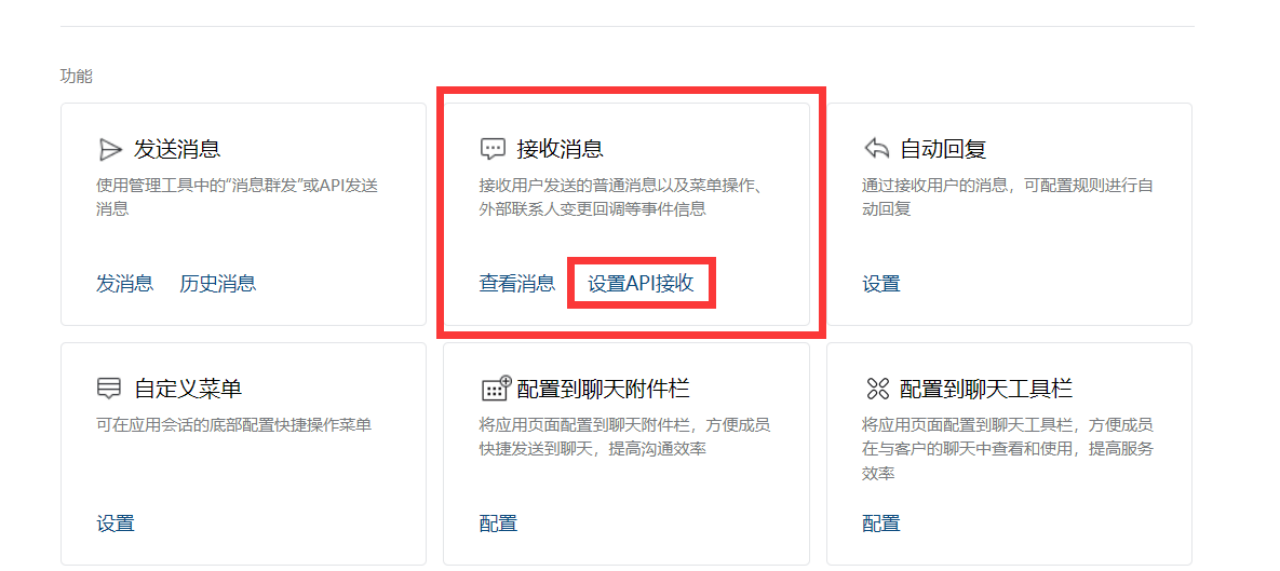 功能
发送消息
使用管理工具中的“消息群发”或API发送
消息
发消息 历史消息
接收消息
接收用户发送的普通消息以及菜单操作、
外部联系人变更回调等事件信息
查看消息 设置API接收
自动回复
通过接收用户的消息，可配置规则进行自
动回复
设置
自定义菜单
可在应用会话的底部配置快捷操作菜单
设置
配置到聊天附件栏
将应用页面配置到聊天附件栏，方便成员
快捷发送到聊天，提高沟通效率
配置
配置到聊天工具栏
将应用页面配置到聊天工具栏，方便成员
在与客户的聊天中查看和使用，提高服务
效率
配置